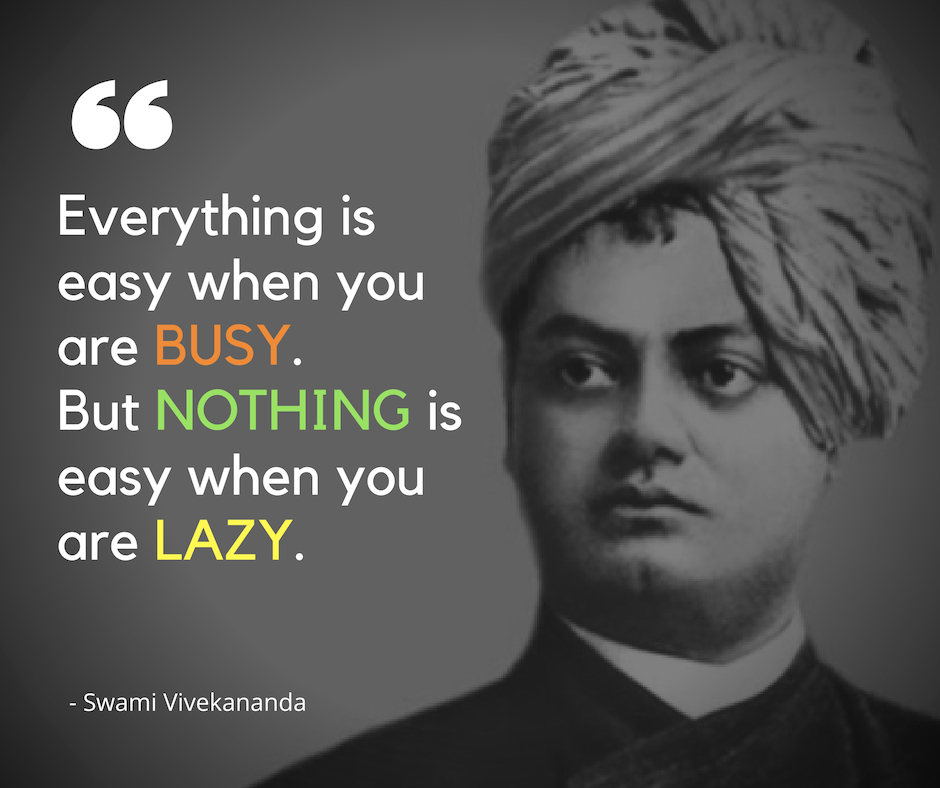 “
Everything is
easy when you
are BUSY.
But NOTHING is
easy when you
are LAZY.
- Swami Vivekananda